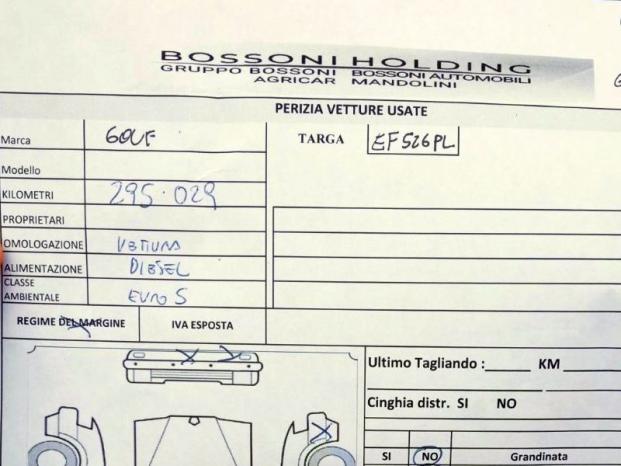 BOSSONI HOLDING
GRUPPO BOSSONI BOSSONI AUTOMOBILI
AGRICAR MANDOLINI
PERIZIA VETTURE USATE
Marca GOLF TARGA EF526PL
Modello
KILOMETRI 295.029
PROPRIETARI
OMOLOGAZIONE VETTURA
ALIMENTAZIONE DIESEL
CLASSE
AMBIENTALE EURO 5
REGIME DEL MARGINE IVA ESPOSTA
Ultimo Tagliando :______ KM ______
Cinghia distr. SI NO
SI NO Grandinata